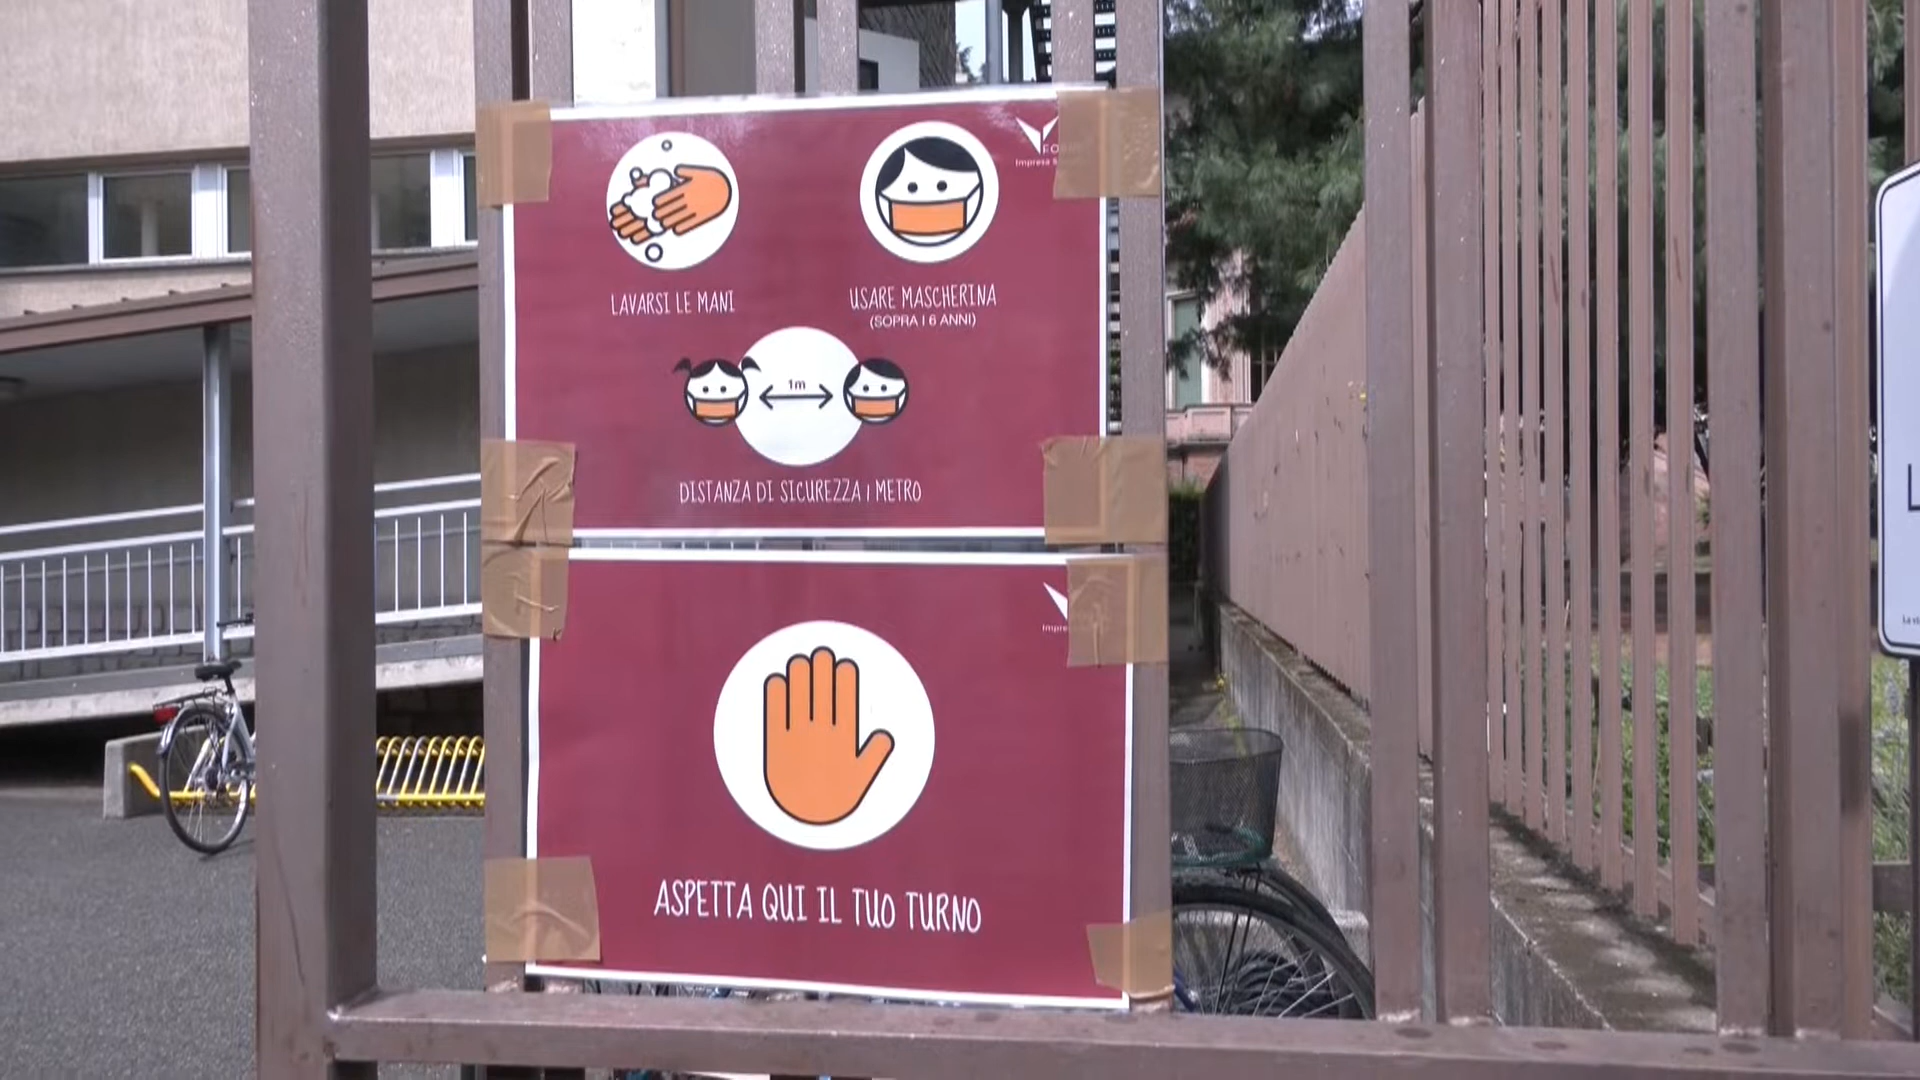 LAVARSI LE MANI
USARE MASCHERINA
(SOPRA I 6 ANNI)
Impresa
1m
DISTANZA DI SICUREZZA 1 METRO
ASPETTA QUI IL TUO TURNO